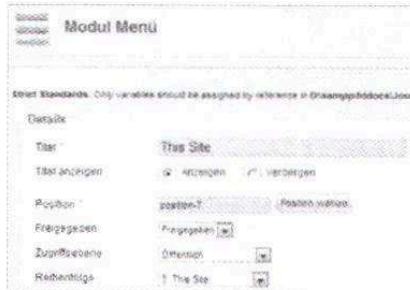 Modul Menü
Strict Standards: Only variables should be assigned by reference in
Details
Titel * This Site
Titel anzeigen Anzeigen Verbergen
Position position-7 Position wählen
Freigegeben Freigegeben
Zugriffsebene Öffentlich
Reihenfolge 1. This Site